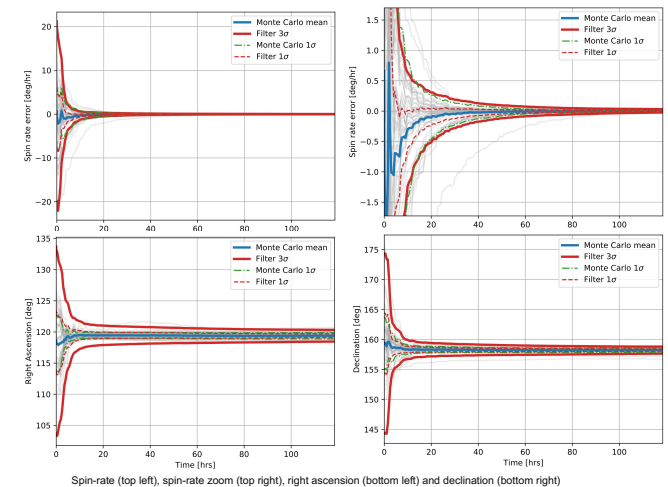 Spin rate error [deg/hr]
20
10
0
−10
−20
0
20
40
60
80
100
Monte Carlo mean
Filter 3σ
Monte Carlo 1σ
Filter 1σ
Spin rate error [deg/hr]
1.5
1.0
0.5
0.0
−0.5
−1.0
−1.5
0
20
40
60
80
100
Monte Carlo mean
Filter 3σ
Monte Carlo 1σ
Filter 1σ
Right Ascension [deg]
135
130
125
120
115
110
105
0
20
40
60
80
100
Time [hrs]
Monte Carlo mean
Filter 3σ
Monte Carlo 1σ
Filter 1σ
Declination [deg]
175
170
165
160
155
150
145
0
20
40
60
80
100
Time [hrs]
Monte Carlo mean
Filter 3σ
Monte Carlo 1σ
Filter 1σ
Spin-rate (top left), spin-rate zoom (top right), right ascension (bottom left) and declination (bottom right)